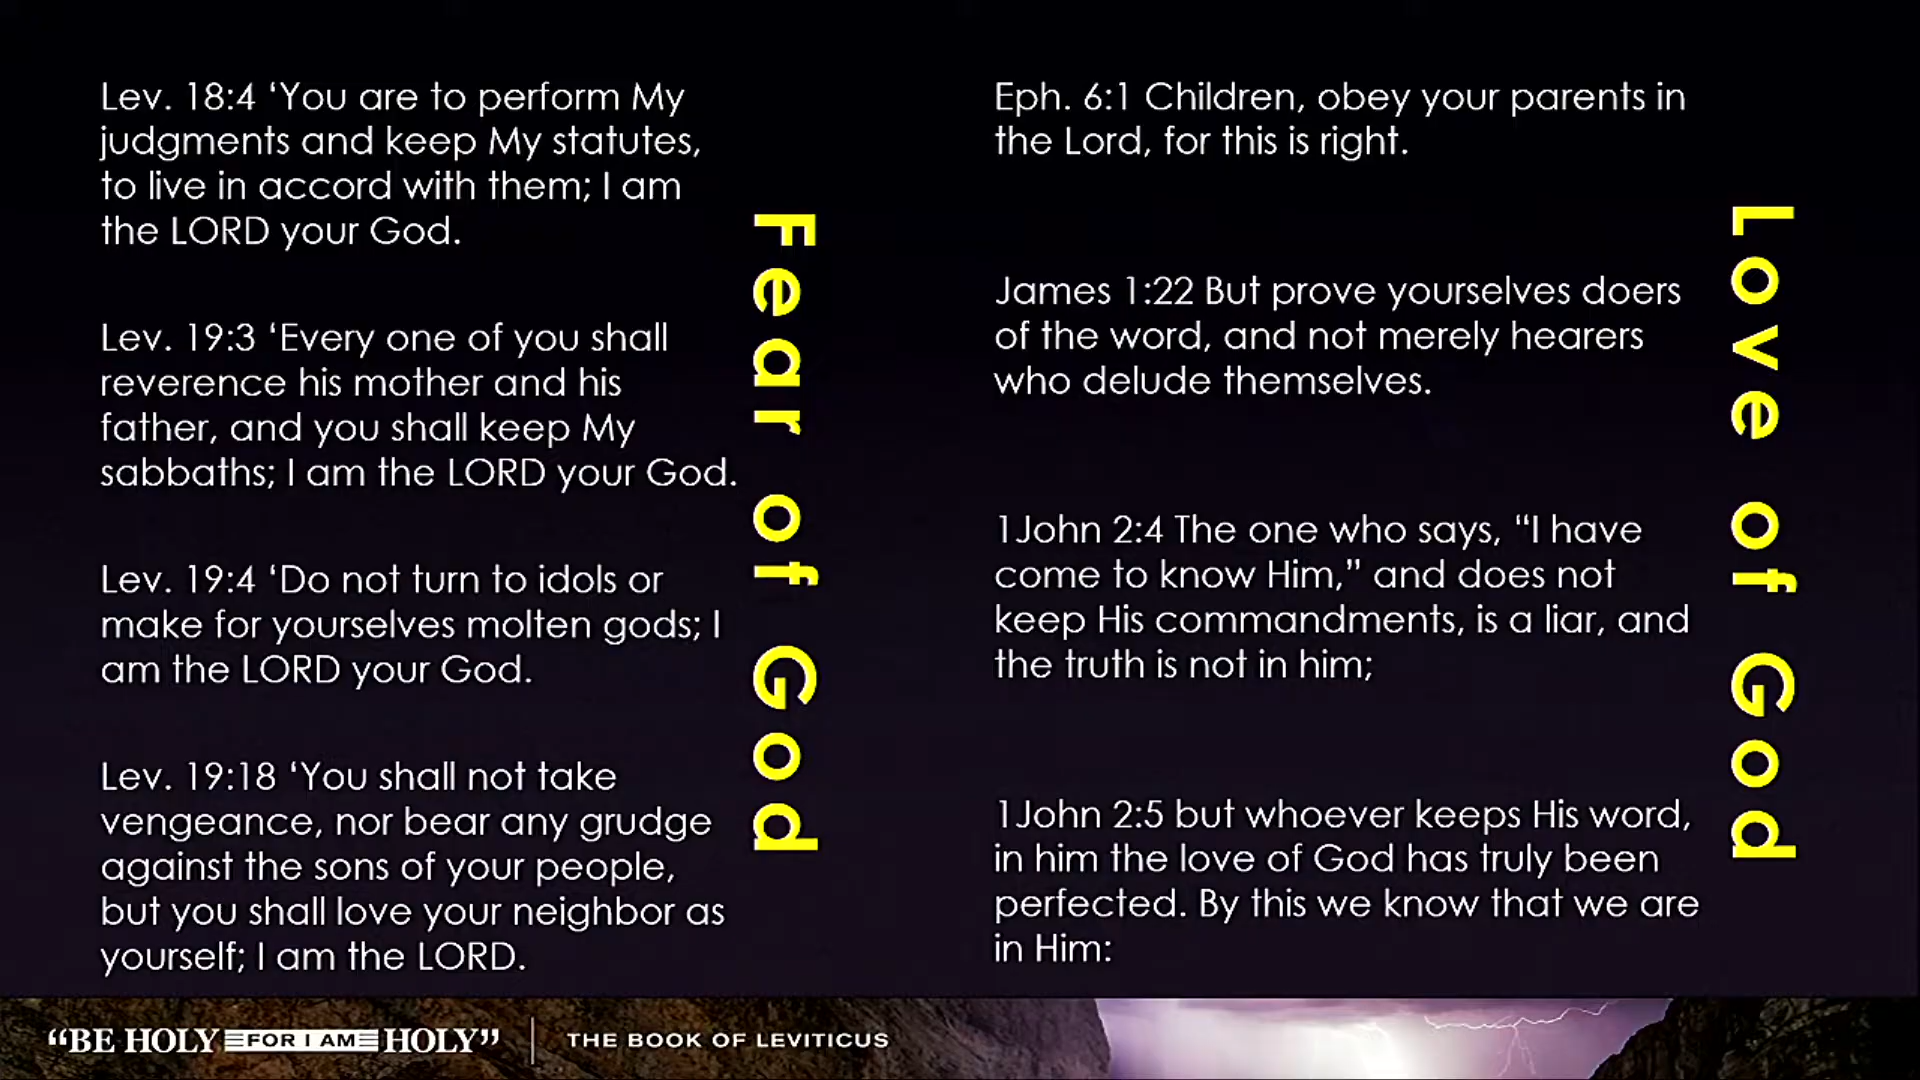 Lev. 18:4 ‘You are to perform My
judgments and keep My statutes,
to live in accord with them; I am
the LORD your God.
Lev. 19:3 ‘Every one of you shall
reverence his mother and his
father, and you shall keep My
sabbaths; I am the LORD your God.
Lev. 19:4 ‘Do not turn to idols or
make for yourselves molten gods; I
am the LORD your God.
Lev. 19:18 ‘You shall not take
vengeance, nor bear any grudge
against the sons of your people,
but you shall love your neighbor as
yourself; I am the LORD.
Fear of God
Eph. 6:1 Children, obey your parents in
the Lord, for this is right.
James 1:22 But prove yourselves doers
of the word, and not merely hearers
who delude themselves.
1John 2:4 The one who says, “I have
come to know Him,” and does not
keep His commandments, is a liar, and
the truth is not in him;
1John 2:5 but whoever keeps His word,
in him the love of God has truly been
perfected. By this we know that we are
in Him:
Love of God
“BE HOLY FOR I AM HOLY” | THE BOOK OF LEVITICUS